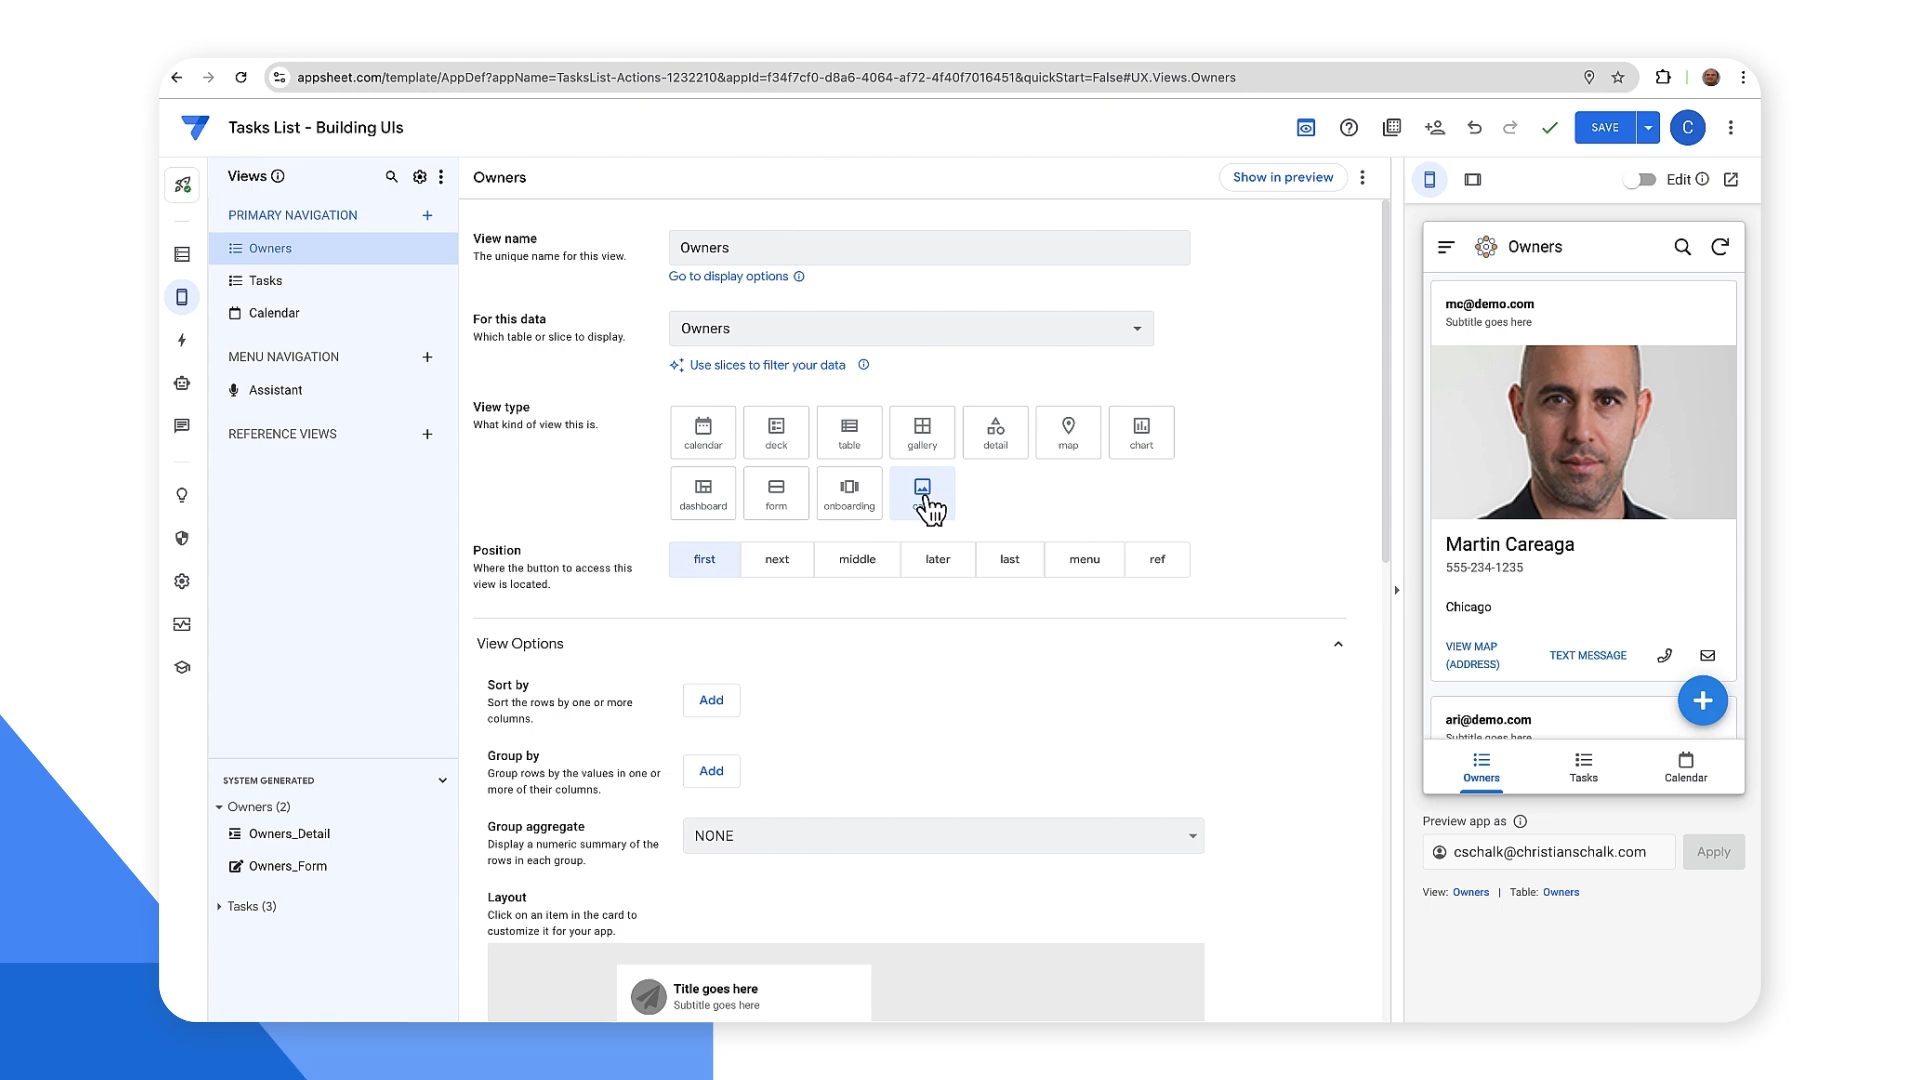 appsheet.com/template/AppDef?appName=TasksList-Actions-1232210&appId=f34f7cf0-d8a6-4064-af72-4f40f7016451&quickStart=False#UX.Views.Owners
Tasks List - Building UIs
SAVE
C
Views
PRIMARY NAVIGATION
Owners
Tasks
Calendar
MENU NAVIGATION
Assistant
REFERENCE VIEWS
SYSTEM GENERATED
Owners (2)
Owners_Detail
Owners_Form
Tasks (3)
Owners
Show in preview
View name
The unique name for this view.
Owners
Go to display options
For this data
Which table or slice to display.
Owners
Use slices to filter your data
View type
What kind of view this is.
calendar
deck
table
gallery
detail
map
chart
dashboard
form
onboarding
Position
Where the button to access this
view is located.
first
next
middle
later
last
menu
ref
View Options
Sort by
Sort the rows by one or more
columns.
Add
Group by
Group rows by the values in one or
more of their columns.
Add
Group aggregate
Display a numeric summary of the
rows in each group.
NONE
Layout
Click on an item in the card to
customize it for your app.
Title goes here
Subtitle goes here
Edit
Owners
mc@demo.com
Subtitle goes here
Martin Careaga
555-234-1235
Chicago
VIEW MAP
(ADDRESS)
TEXT MESSAGE
ari@demo.com
Subtitle goes here
Owners
Tasks
Calendar
Preview app as
cschalk@christianschalk.com
Apply
View: Owners | Table: Owners